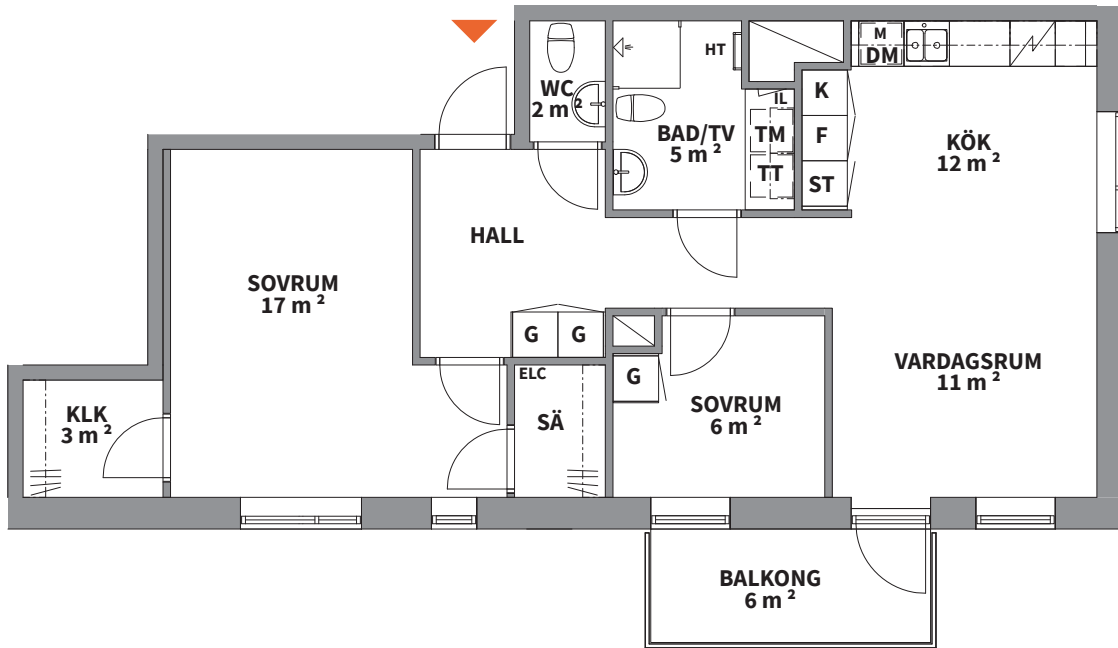 M
DM
HT
WC
2 m²
IL
K
BAD/TV
5 m²
TM
F
KÖK
12 m²
TT
ST
HALL
SOVRUM
17 m²
G
G
VARDAGSRUM
11 m²
ELC
G
SOVRUM
6 m²
KLK
3 m²
SÄ
BALKONG
6 m²